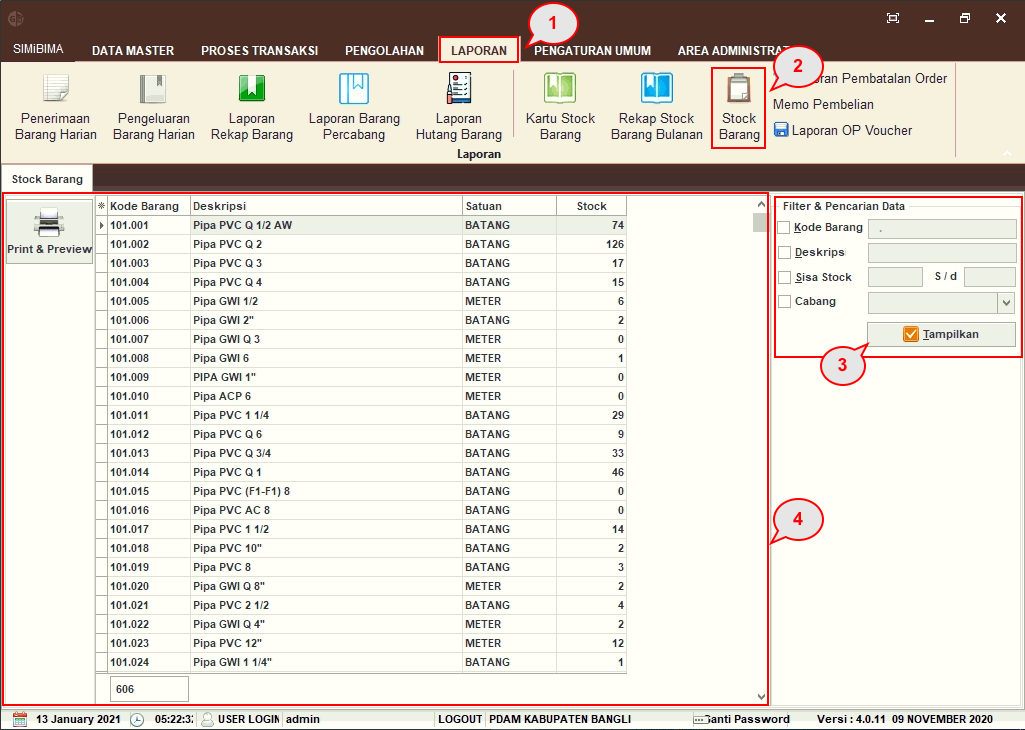 SIMiBIMA
DATA MASTER PROSES TRANSAKSI PENGOLAHAN LAPORAN PENGATURAN UMUM
1
2
Penerimaan Barang Harian
Pengeluaran Barang Harian
Laporan Rekap Barang
Laporan Barang Percabang
Laporan Hutang Barang
Kartu Stock Barang
Rekap Stock Barang Bulanan
Stock Barang
Pembatalan Order
Memo Pembelian
Laporan OP Voucher
Laporan
Stock Barang
Print & Preview
Kode Barang Deskripsi Satuan Stock
101.001 Pipa PVC Q 1/2 AW BATANG 74
101.002 Pipa PVC Q 2 BATANG 126
101.003 Pipa PVC Q 3 BATANG 17
101.004 Pipa PVC Q 4 BATANG 15
101.005 Pipa GWI 1/2 METER 6
101.006 Pipa GWI 2" BATANG 2
101.007 Pipa GWI Q 3 METER 0
101.008 Pipa GWI 6 METER 1
101.009 PIPA GWI 1" METER 0
101.010 Pipa ACP 6 METER 0
101.011 Pipa PVC 1 1/4 BATANG 29
101.012 Pipa PVC Q 6 BATANG 9
101.013 Pipa PVC Q 3/4 BATANG 33
101.014 Pipa PVC Q 1 BATANG 46
101.015 Pipa PVC (F1-F1) 8 BATANG 0
101.016 Pipa PVC AC 8 BATANG 0
101.017 Pipa PVC 1 1/2 BATANG 14
101.018 Pipa PVC 10" BATANG 2
101.019 Pipa PVC 8 BATANG 3
101.020 Pipa GWI Q 8" METER 2
101.021 Pipa PVC 2 1/2 BATANG 4
101.022 Pipa GWI Q 4" METER 2
101.023 Pipa PVC 12" METER 12
101.024 Pipa GWI 1 1/4" BATANG 1
606
Filter & Pencarian Data
Kode Barang .
Deskrips
Sisa Stock S / d
Cabang
Tampilkan
3
4
13 January 2021 05:22:3 USER LOGIN admin LOGOUT PDAM KABUPATEN BANGLI Ganti Password Versi : 4.0.11 09 NOVEMBER 2020